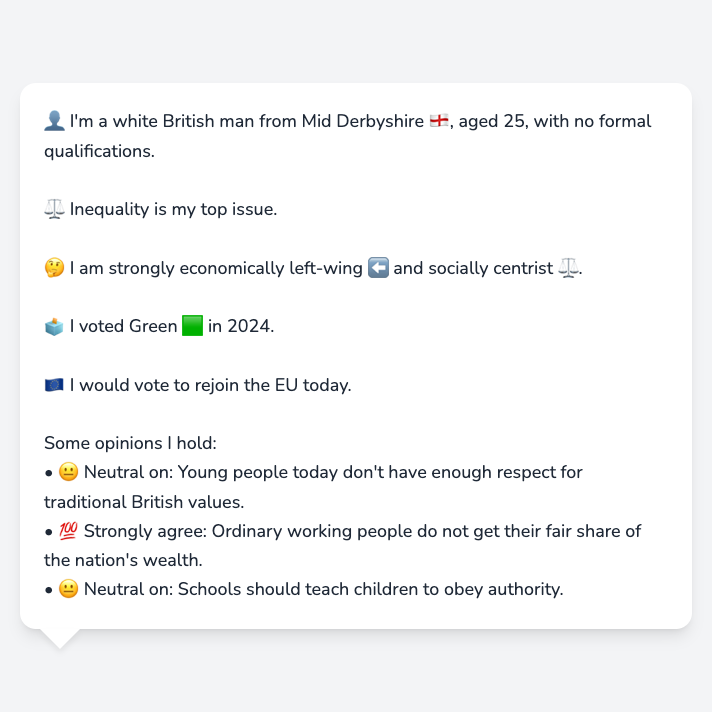 👤 I'm a white British man from Mid Derbyshire 🏴󠁧󠁢󠁥󠁮󠁧󠁿, aged 25, with no formal
qualifications.
⚖️ Inequality is my top issue.
🤔 I am strongly economically left-wing ⬅️ and socially centrist ⚖️.
🗳️ I voted Green 🟩 in 2024.
🇪🇺 I would vote to rejoin the EU today.
Some opinions I hold:
• 😐 Neutral on: Young people today don't have enough respect for
traditional British values.
• 💯 Strongly agree: Ordinary working people do not get their fair share of
the nation's wealth.
• 😐 Neutral on: Schools should teach children to obey authority.